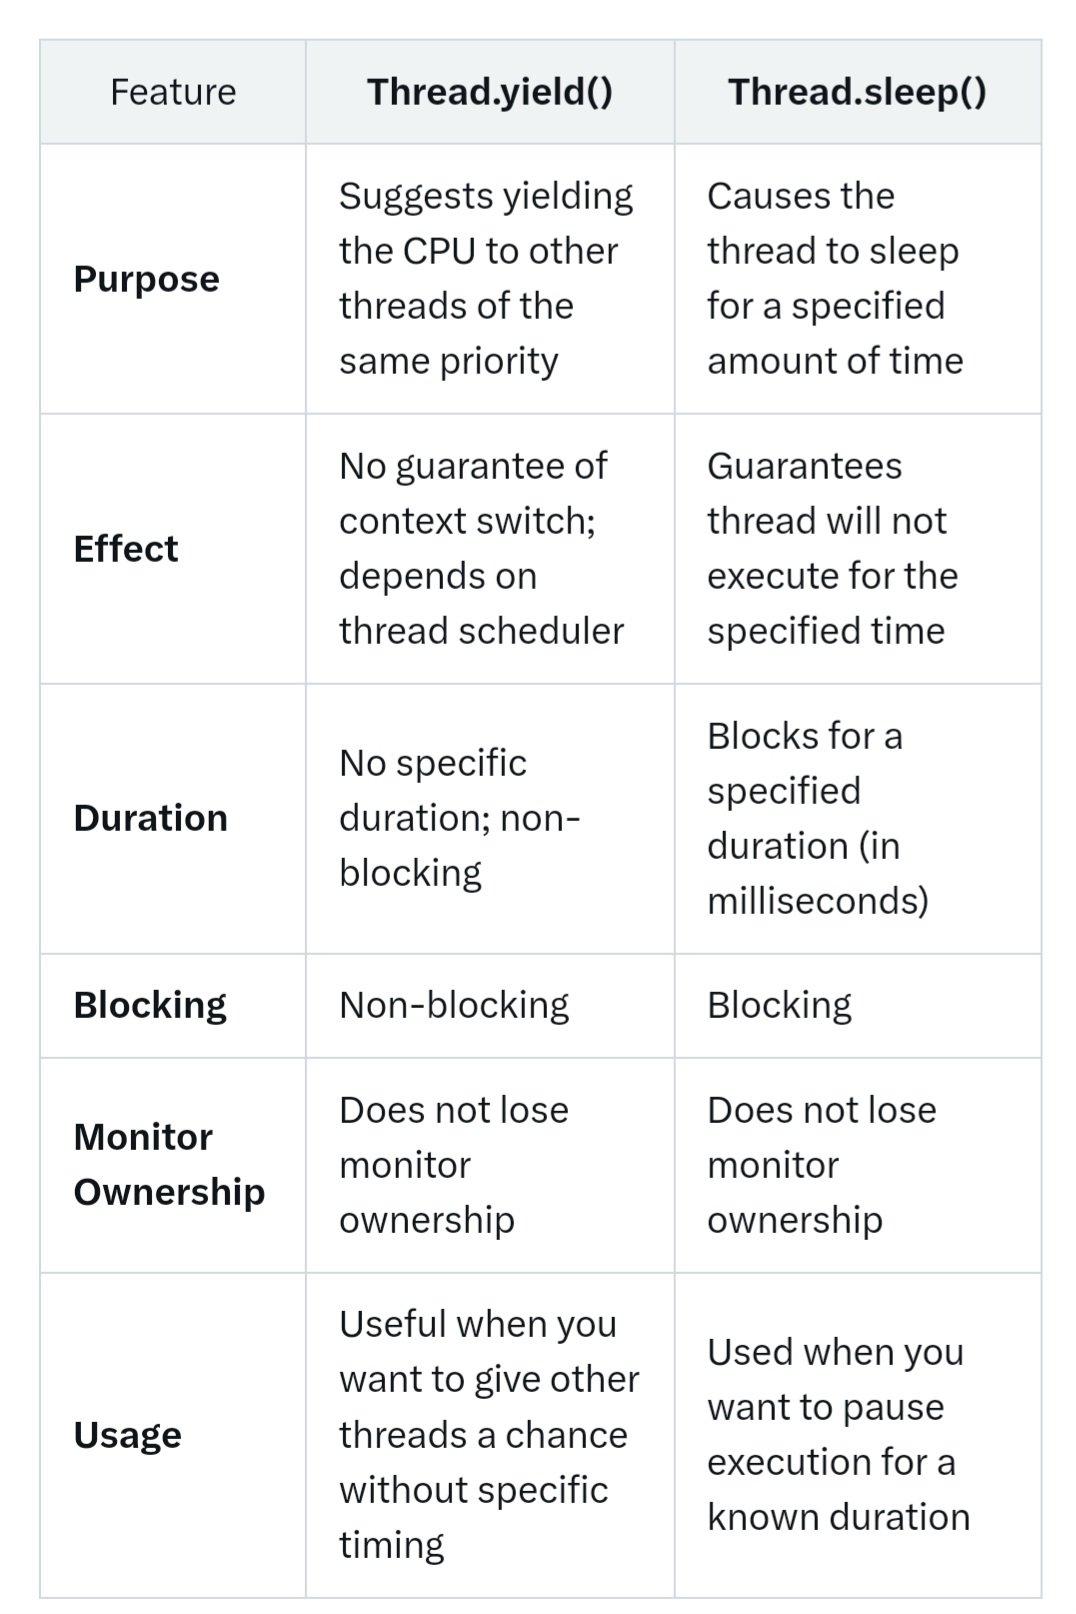 Feature
Thread.yield()
Thread.sleep()
Purpose
Suggests yielding
the CPU to other
threads of the
same priority
Causes the
thread to sleep
for a specified
amount of time
Effect
No guarantee of
context switch;
depends on
thread scheduler
Guarantees
thread will not
execute for the
specified time
Duration
No specific
duration; non-
blocking
Blocks for a
specified
duration (in
milliseconds)
Blocking
Non-blocking
Blocking
Monitor
Ownership
Does not lose
monitor
ownership
Does not lose
monitor
ownership
Usage
Useful when you
want to give other
threads a chance
without specific
timing
Used when you
want to pause
execution for a
known duration